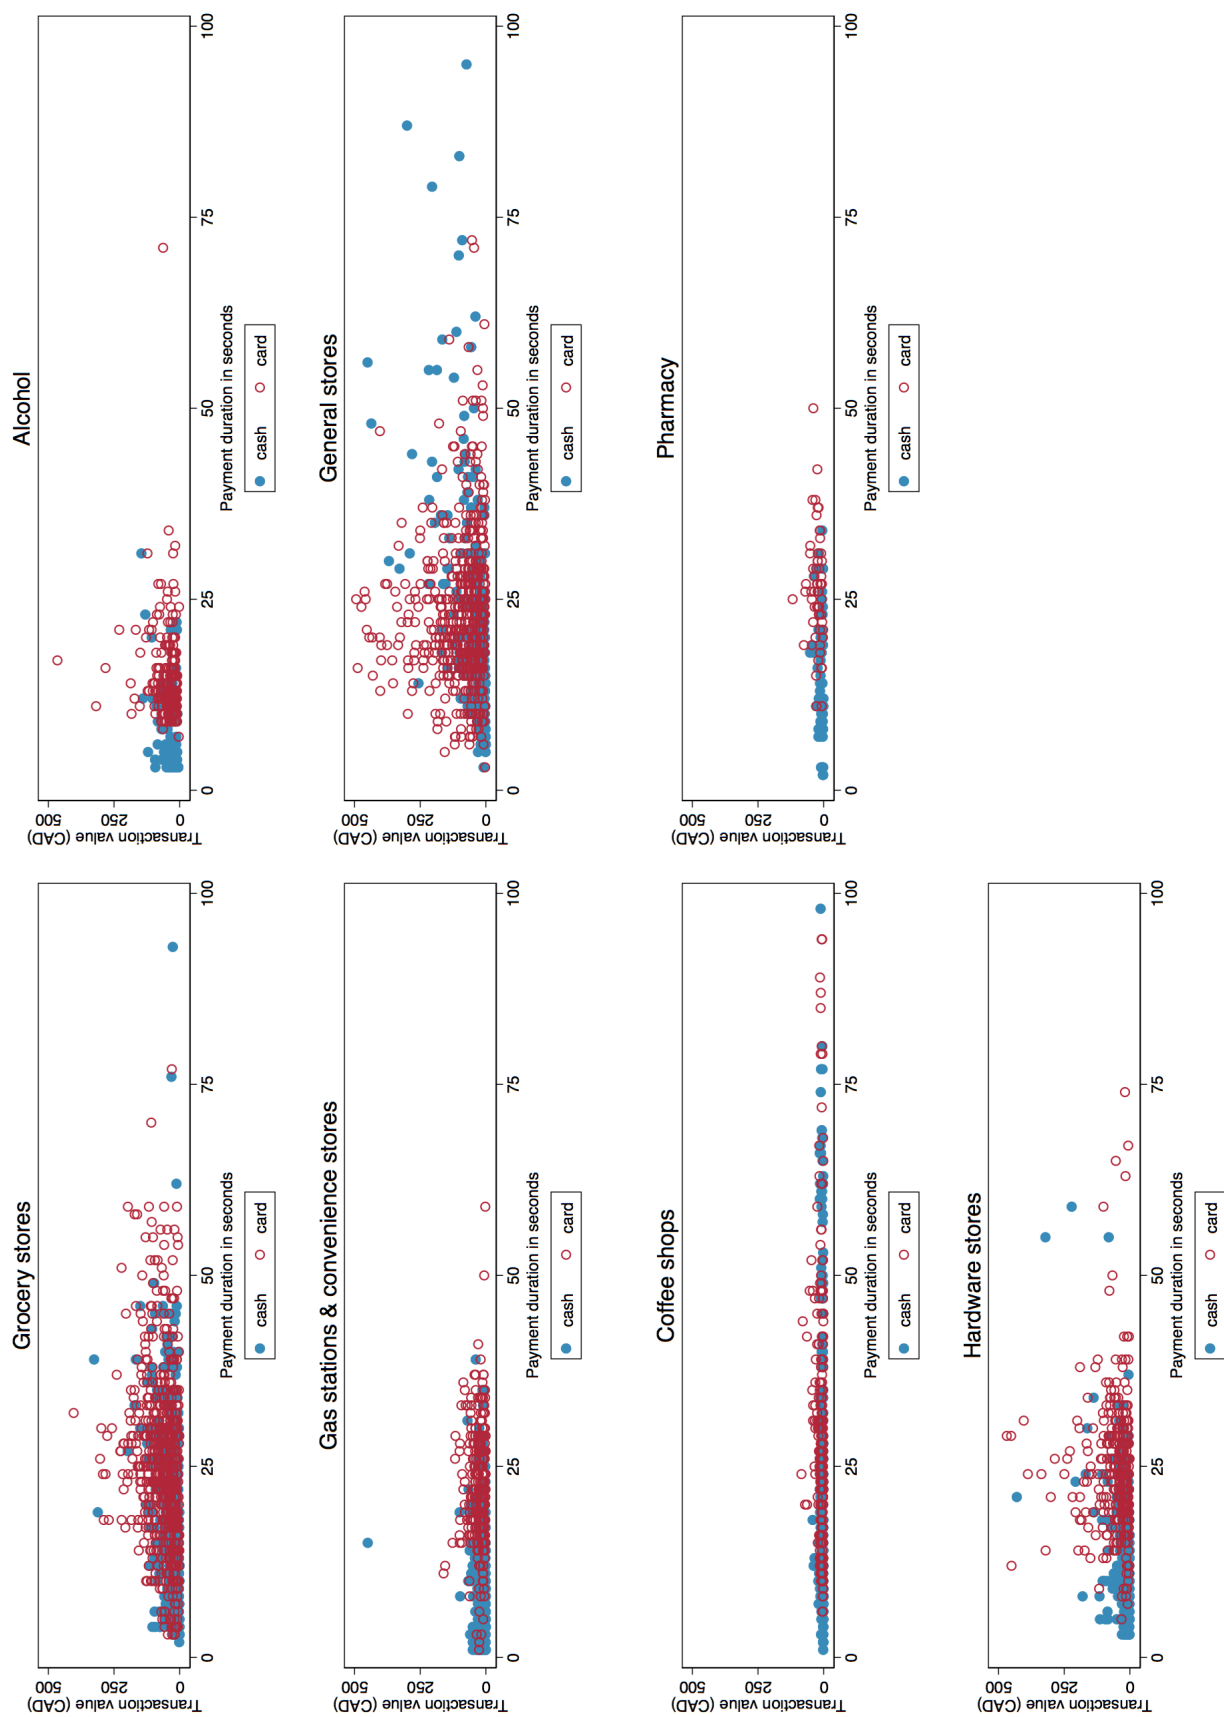 Grocery stores
Transaction value (CAD)
0 250 500
0 25 50 75 100
Payment duration in seconds
cash card
Alcohol
Transaction value (CAD)
0 250 500
0 25 50 75 100
Payment duration in seconds
cash card
Gas stations & convenience stores
Transaction value (CAD)
0 250 500
0 25 50 75 100
Payment duration in seconds
cash card
General stores
Transaction value (CAD)
0 250 500
0 25 50 75 100
Payment duration in seconds
cash card
Coffee shops
Transaction value (CAD)
0 250 500
0 25 50 75 100
Payment duration in seconds
cash card
Pharmacy
Transaction value (CAD)
0 250 500
0 25 50 75 100
Payment duration in seconds
cash card
Hardware stores
Transaction value (CAD)
0 250 500
0 25 50 75 100
Payment duration in seconds
cash card